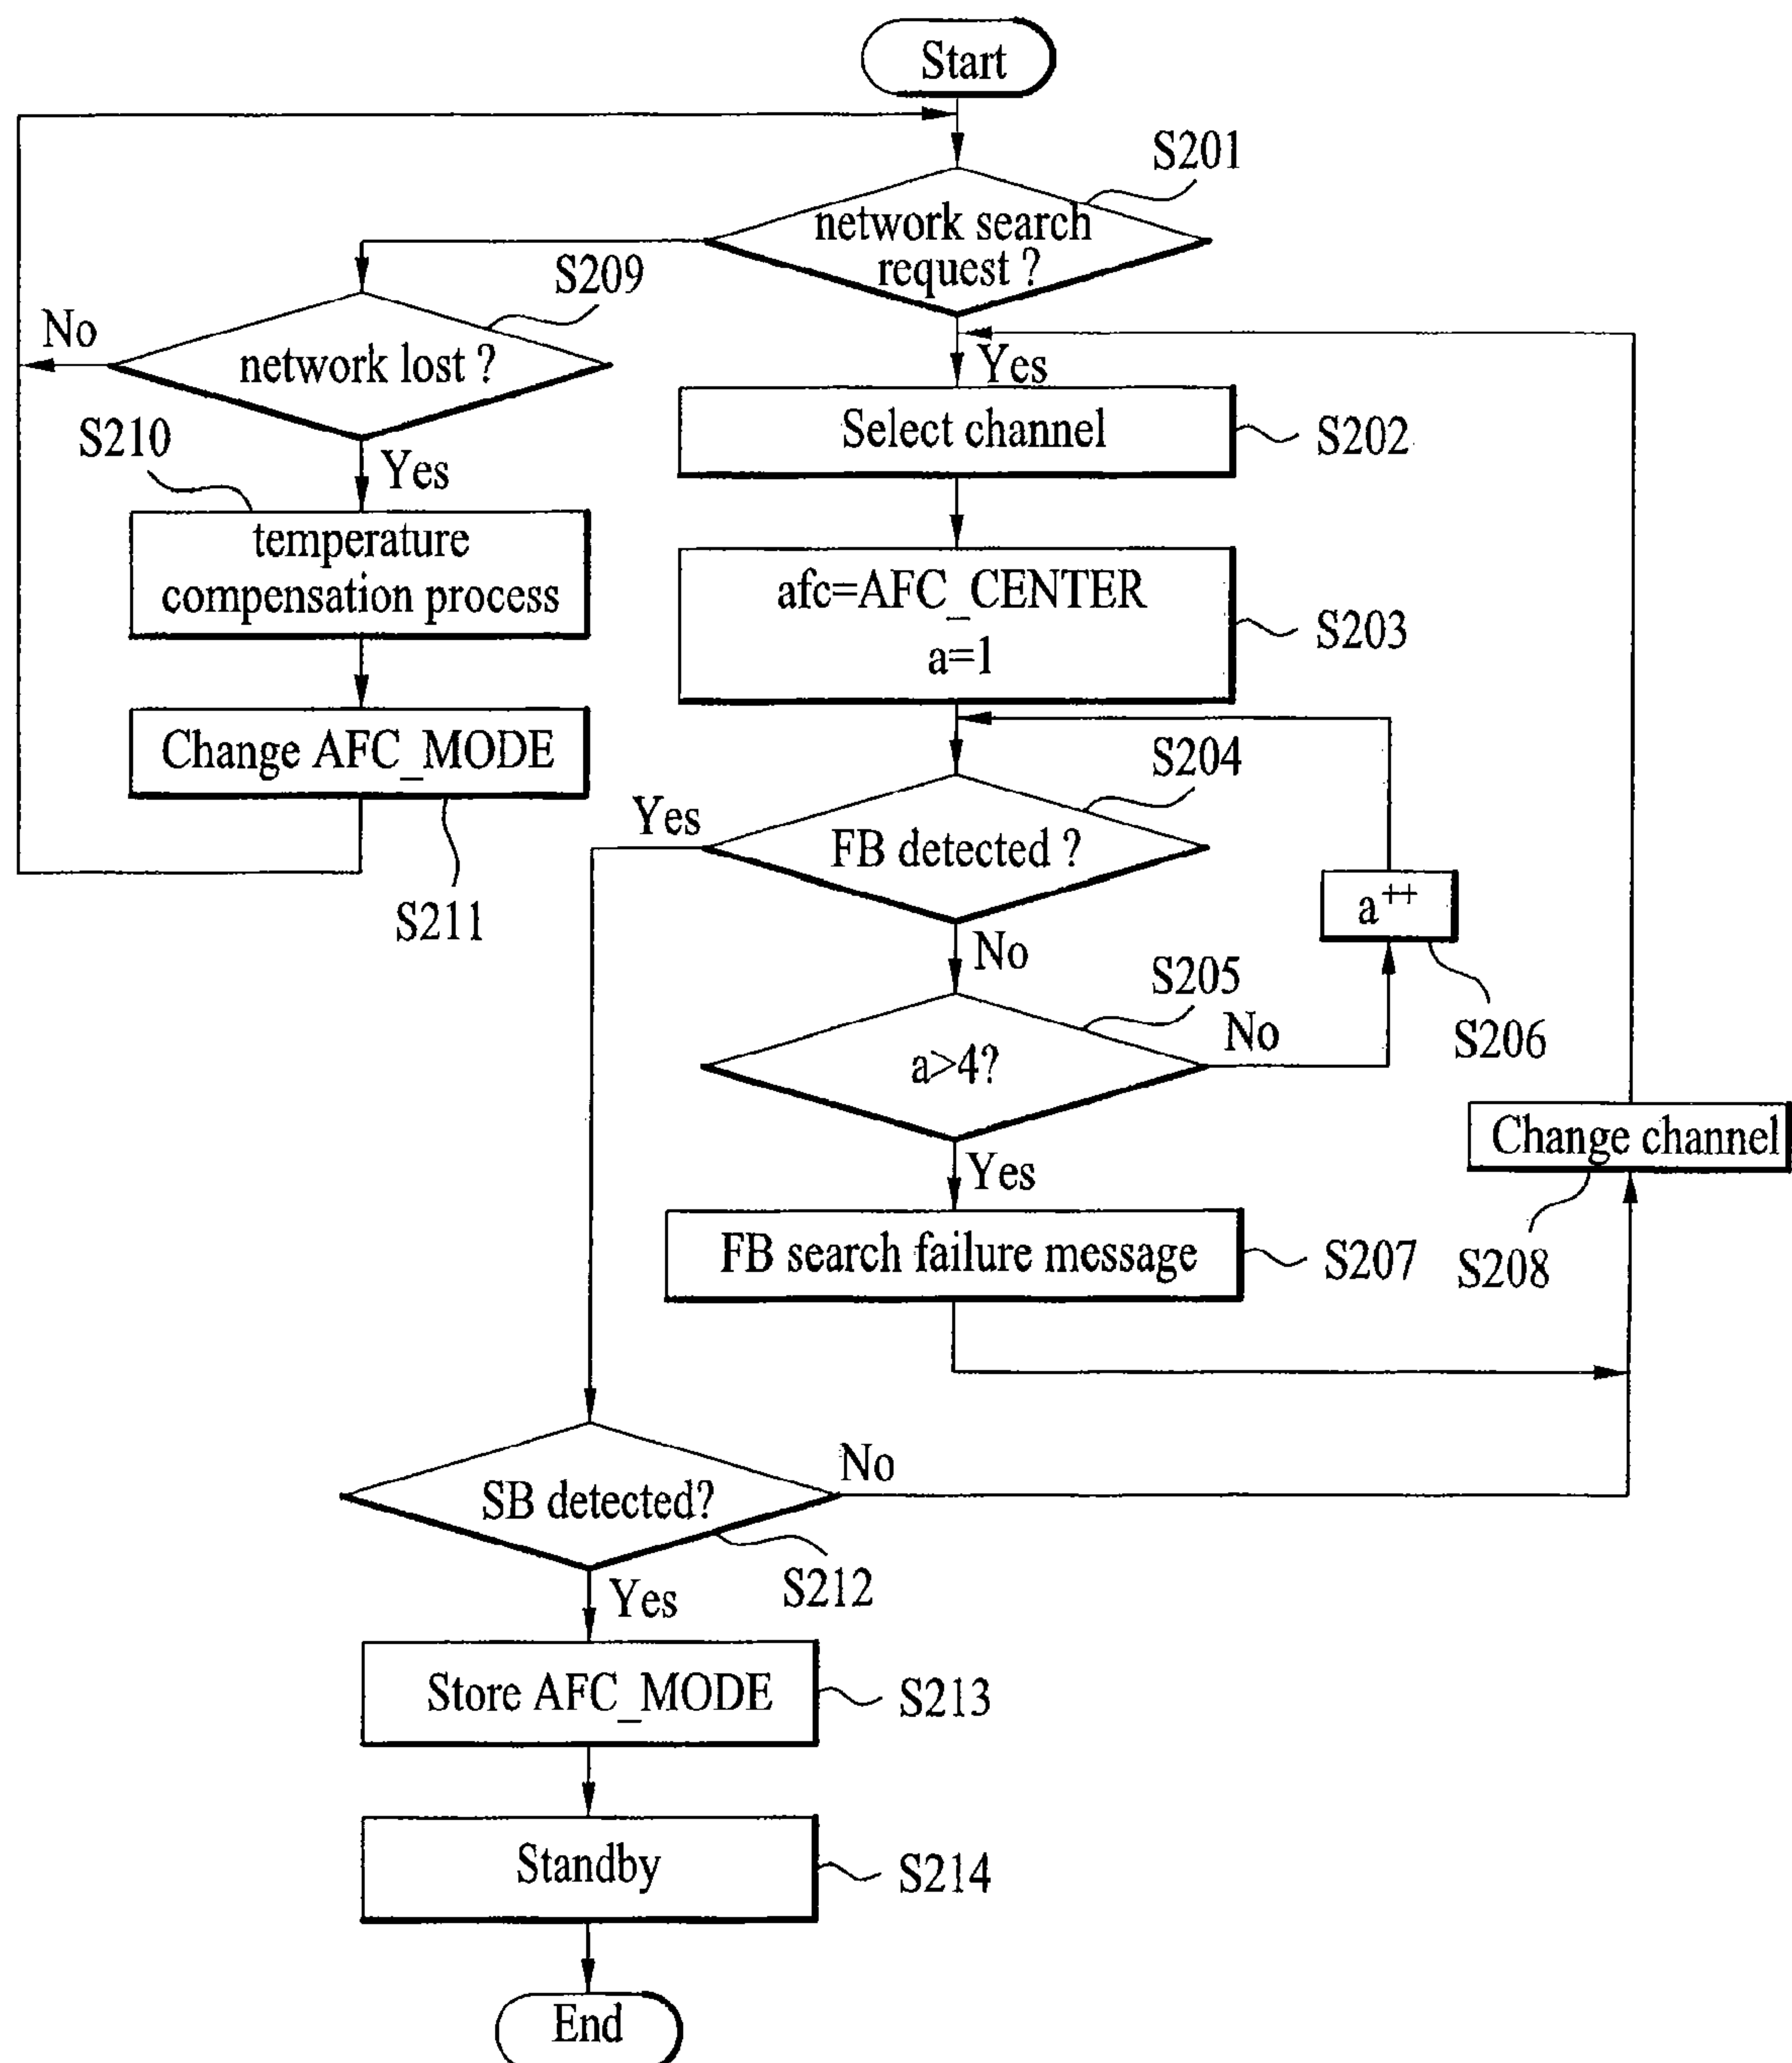 Start
S201
network search
request ?
S209
No
network lost ?
Yes
Select channel
S202
S210
Yes
temperature
compensation process
afc=AFC_CENTER
a=1
S203
Change AFC_MODE
S211
S204
Yes
FB detected ?
a++
S206
No
S205
a>4?
No
Change channel
S208
Yes
FB search failure message
S207
SB detected?
No
S212
Yes
Store AFC_MODE
S213
Standby
S214
End